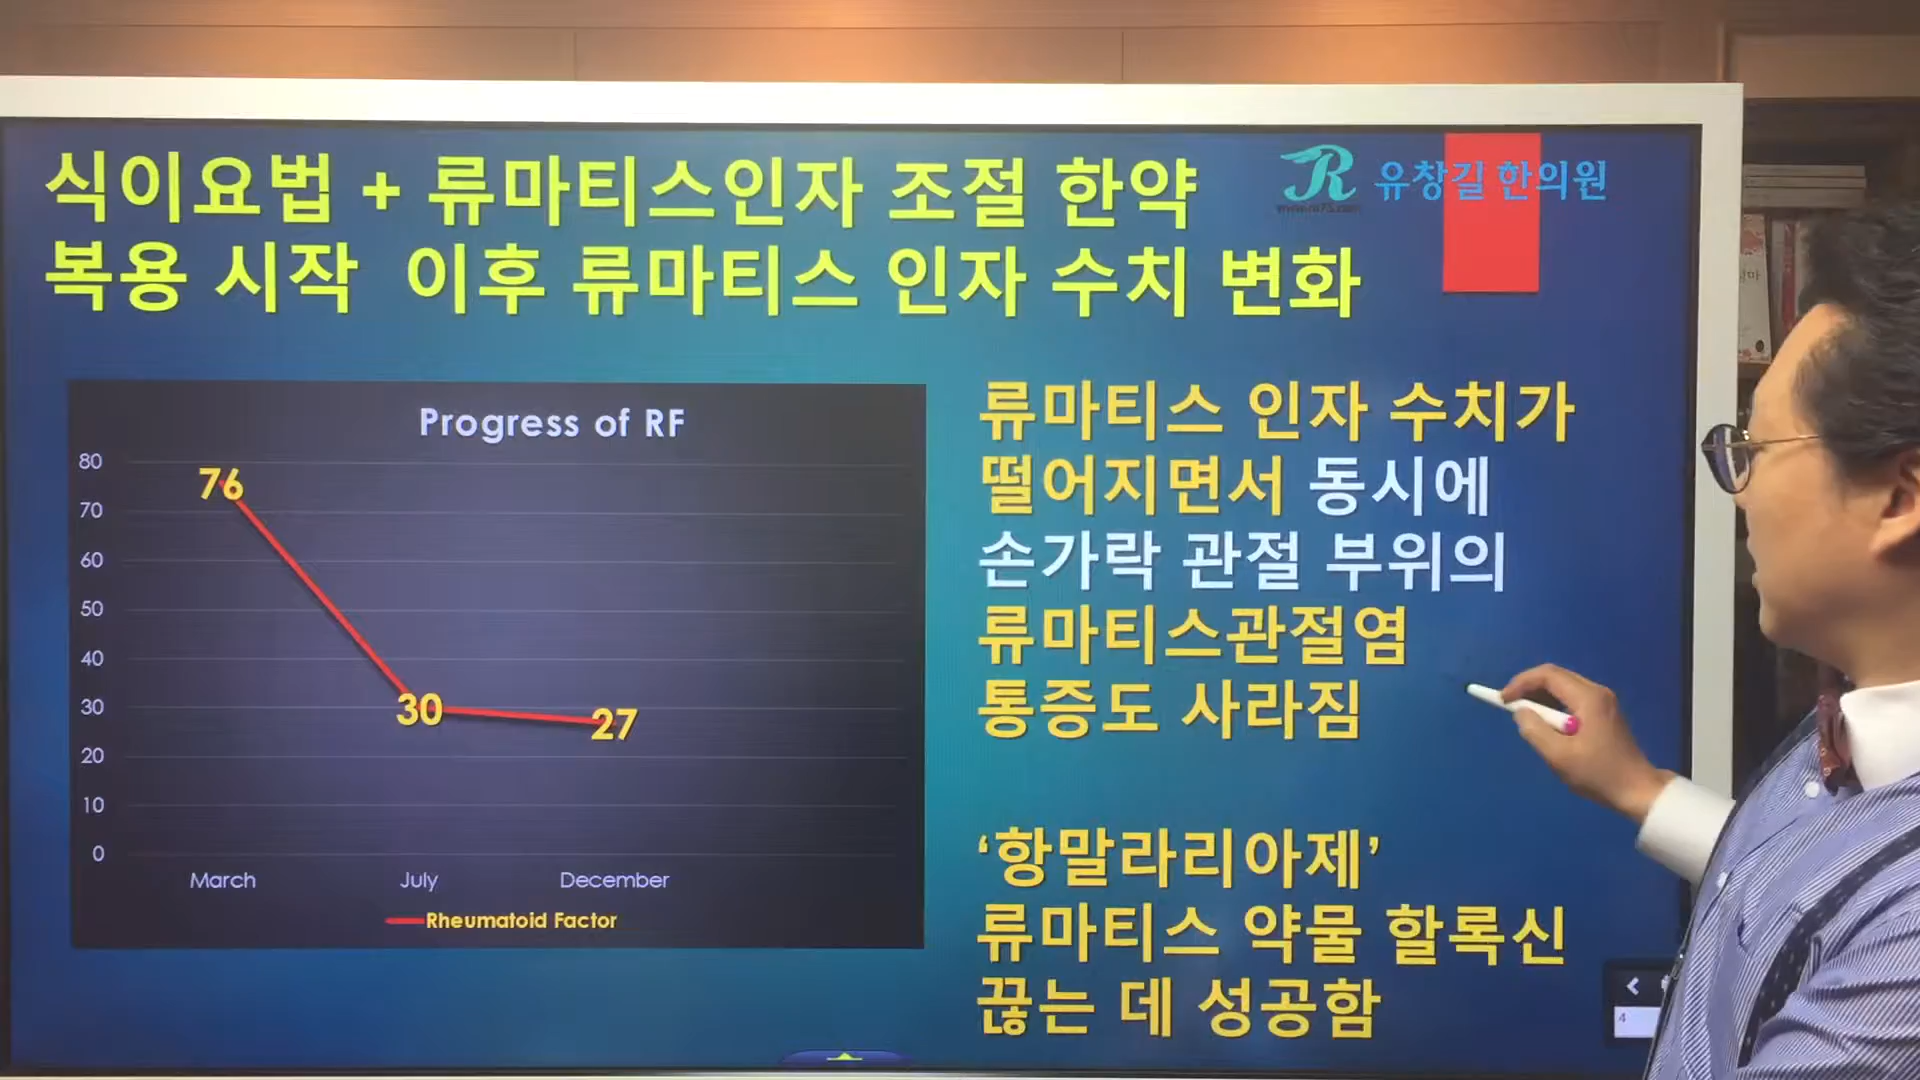 식이요법 + 류마티스인자 조절 한약
복용 시작 이후 류마티스 인자 수치 변화
유창길 한의원
Progress of RF
80
70
60
50
40
30
20
10
0
76
30
27
March July December
Rheumatoid Factor
류마티스 인자 수치가
떨어지면서 동시에
손가락 관절 부위의
류마티스관절염
통증도 사라짐
‘항말라리아제’
류마티스 약물 할록신
끊는 데 성공함
4